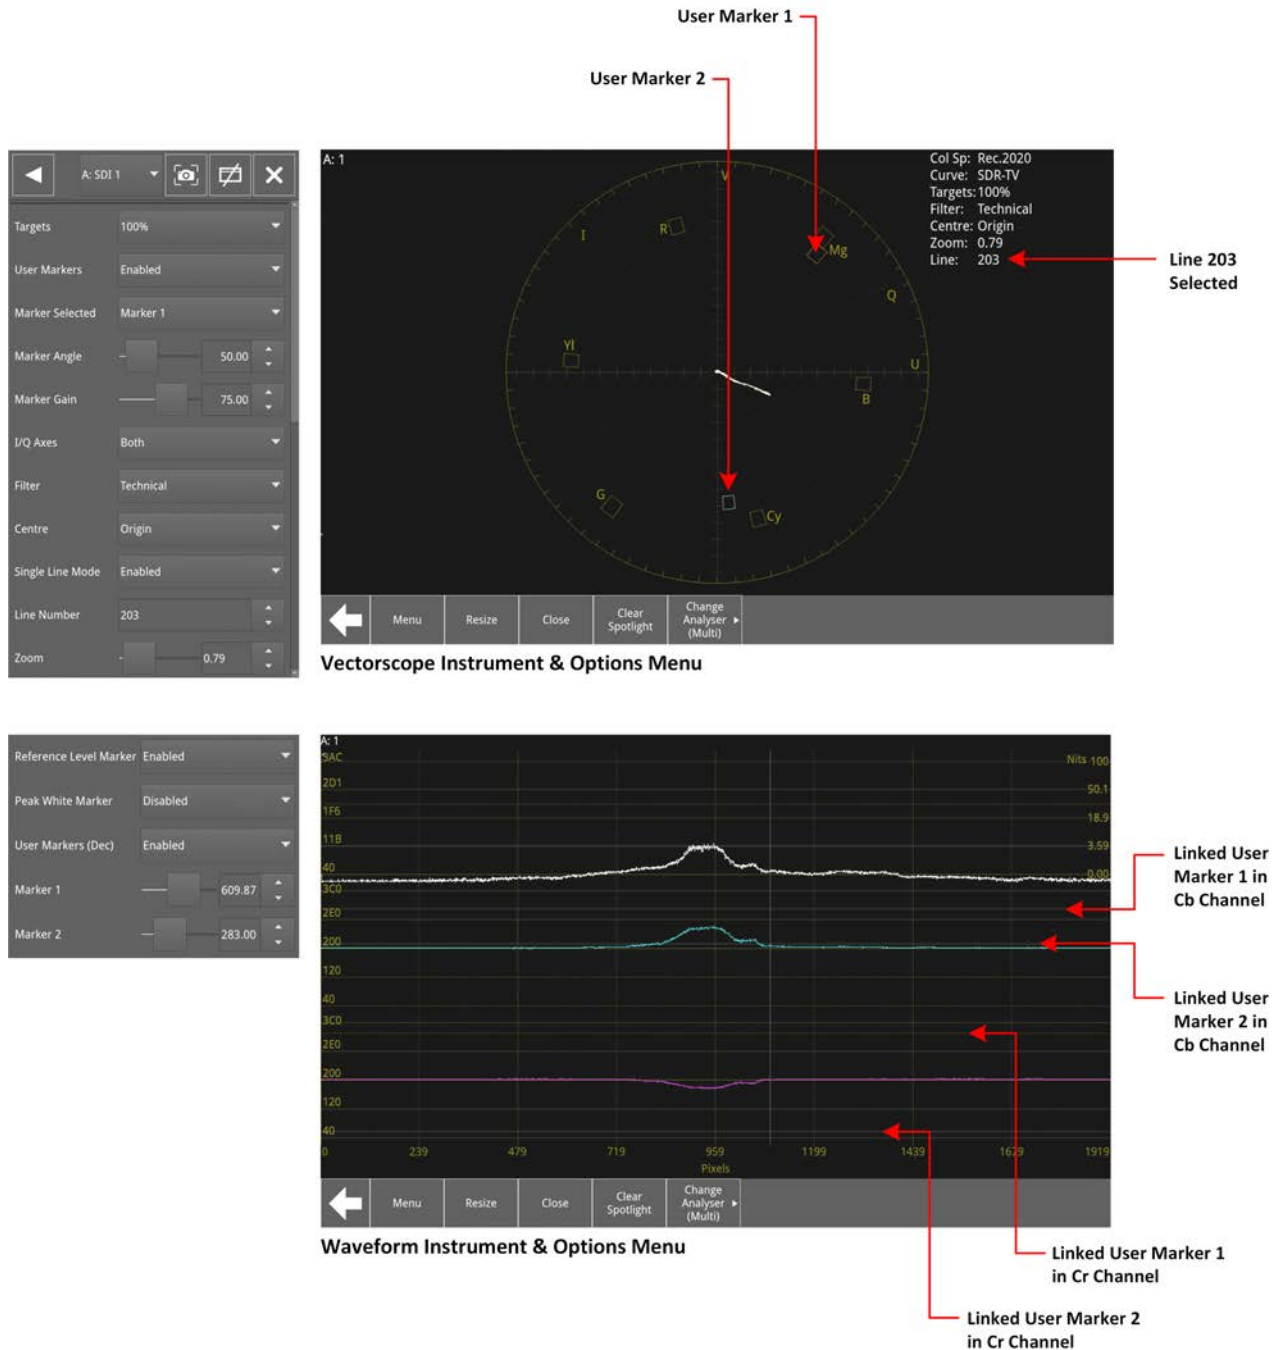 User Marker 1
User Marker 2
A: SDI 1
Targets 100%
User Markers Enabled
Marker Selected Marker 1
Marker Angle 50.00
Marker Gain 75.00
I/Q Axes Both
Filter Technical
Centre Origin
Single Line Mode Enabled
Line Number 203
Zoom 0.79
A: 1
Col Sp: Rec.2020
Curve: SDR-TV
Targets: 100%
Filter: Technical
Centre: Origin
Zoom: 0.79
Line: 203
V
I
R
Mg
Q
Yl
U
B
G
Cy
Line 203
Selected
Menu
Resize
Close
Clear
Spotlight
Change
Analyser
(Multi)
Vectorscope Instrument & Options Menu
Reference Level Marker Enabled
Peak White Marker Disabled
User Markers (Dec) Enabled
Marker 1 609.87
Marker 2 283.00
A: 1
3AC
2D1
1F6
11B
40
3C0
2E0
200
120
40
3C0
2E0
200
120
40
Nits 100
50.1
18.9
3.59
0.00
0 239 479 719 959 1199 1439 1679 1919
Pixels
Linked User
Marker 1 in
Cb Channel
Linked User
Marker 2 in
Cb Channel
Menu
Resize
Close
Clear
Spotlight
Change
Analyser
(Multi)
Waveform Instrument & Options Menu
Linked User Marker 1
in Cr Channel
Linked User Marker 2
in Cr Channel